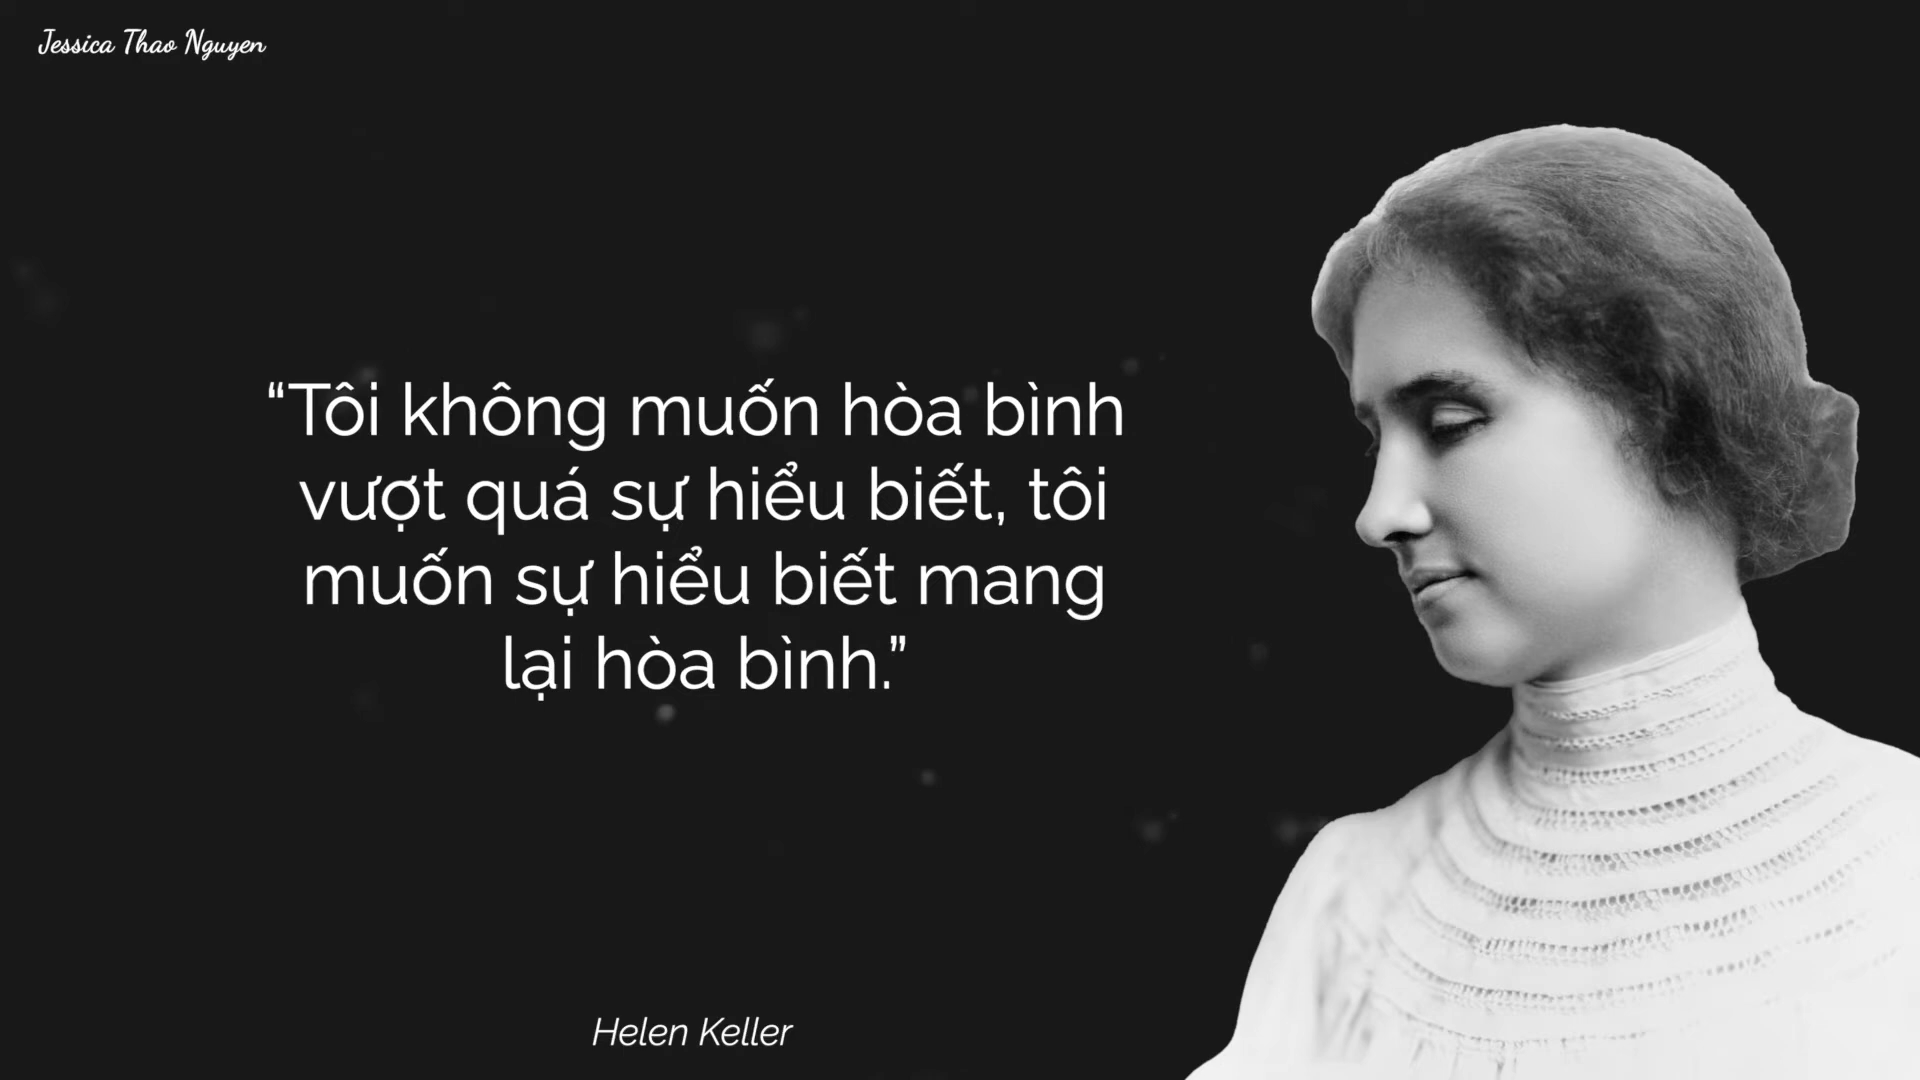 Jessica Thao Nguyen
“Tôi không muốn hòa bình
vượt quá sự hiểu biết, tôi
muốn sự hiểu biết mang
lại hòa bình.”
Helen Keller